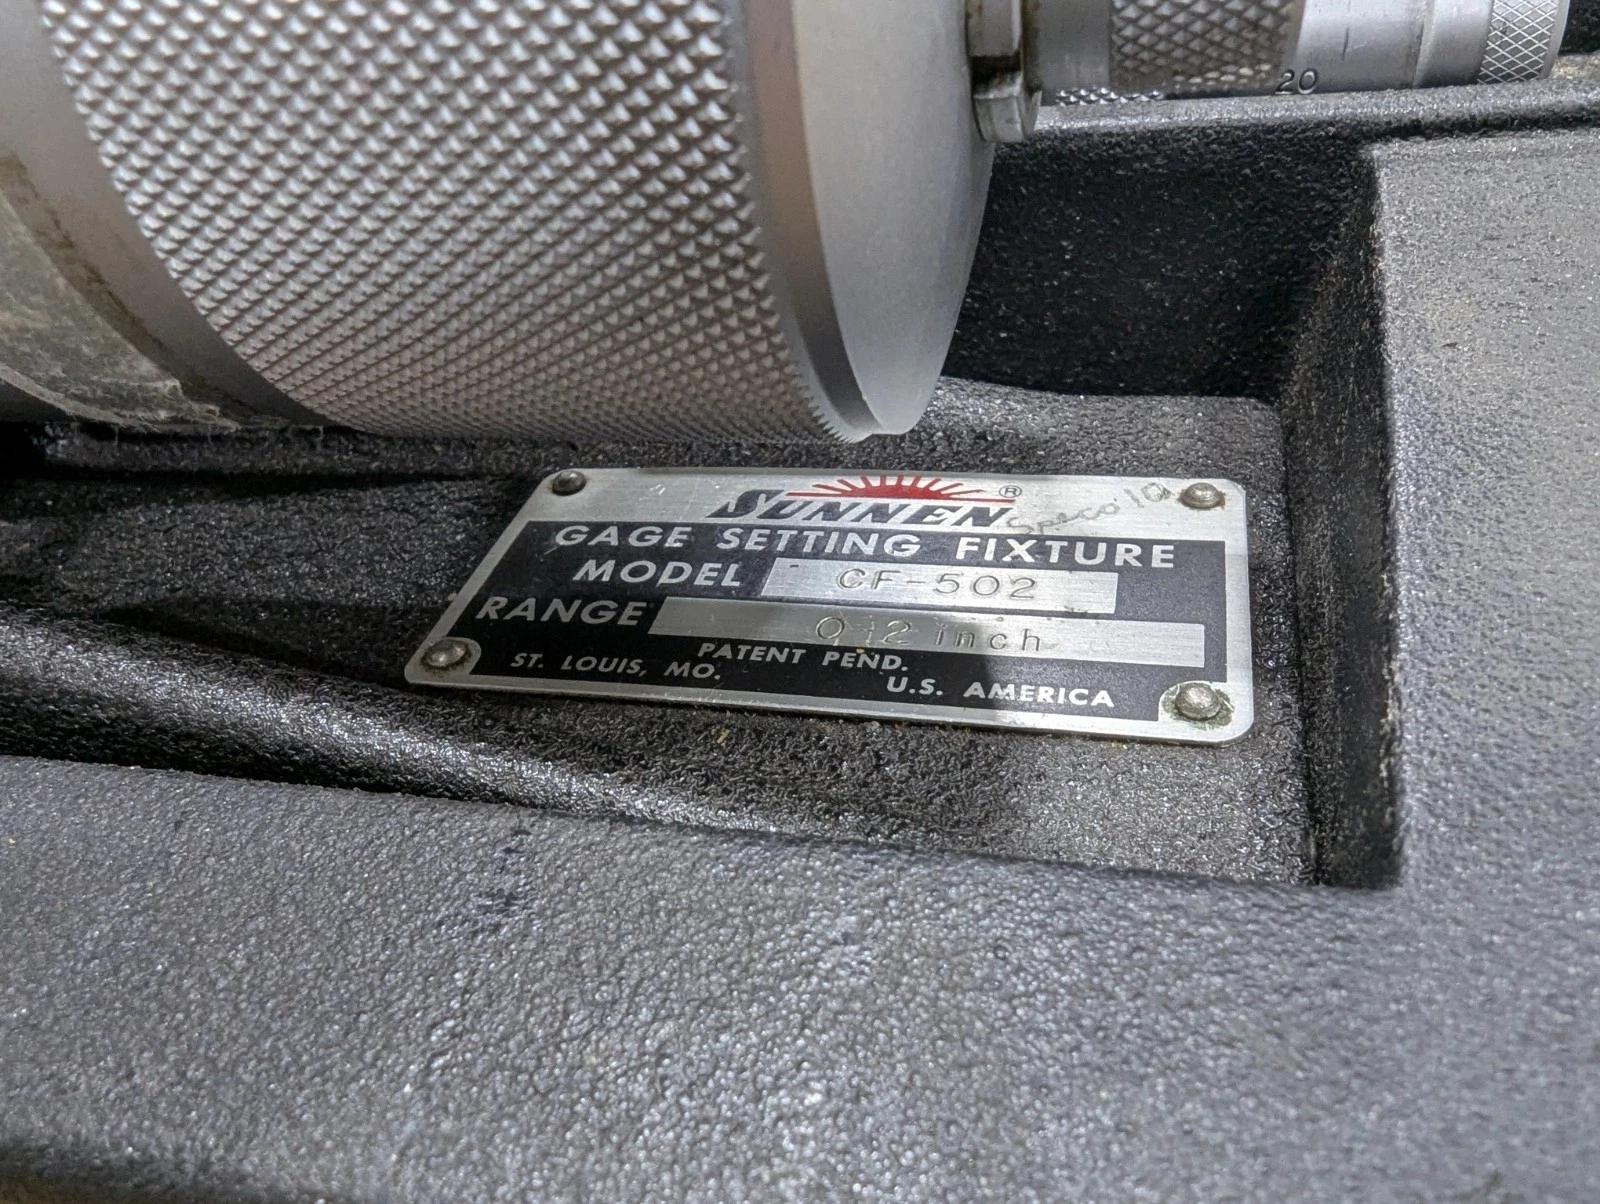 20
SUNNEN ®
GAGE SETTING FIXTURE
MODEL CF-502
RANGE 0-12 inch
PATENT PEND.
ST. LOUIS, MO.
U.S. AMERICA